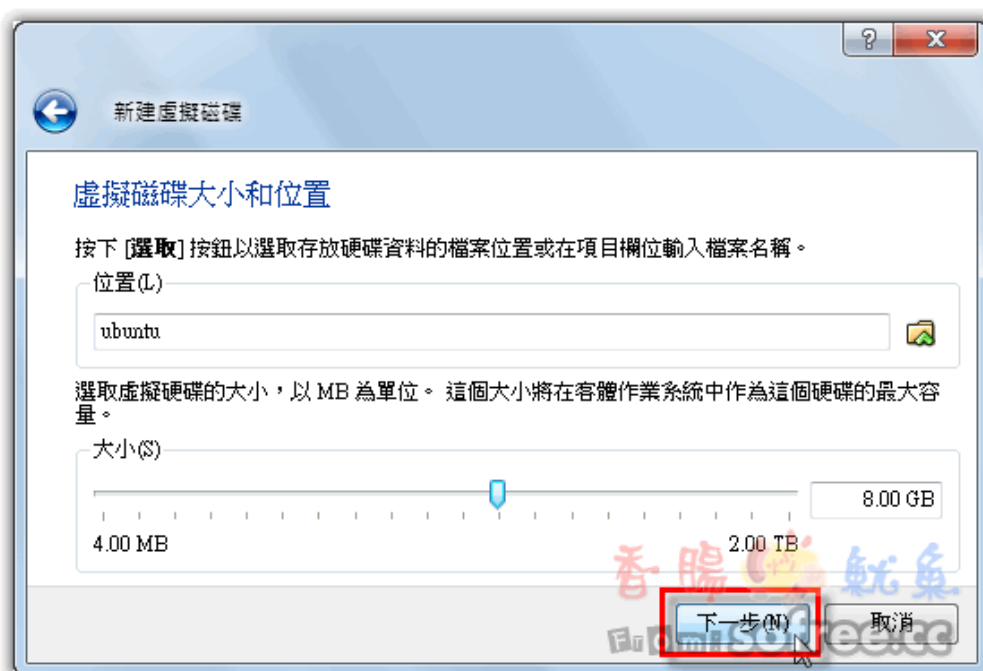 新建虛擬磁碟
虛擬磁碟大小和位置
按下 [選取] 按鈕以選取存放硬碟資料的檔案位置或在項目欄位輸入檔案名稱。
位置(L)
ubuntu
選取虛擬硬碟的大小，以 MB 為單位。 這個大小將在客體作業系統中作為這個硬碟的最大容
量。
大小(S)
8.00 GB
4.00 MB
2.00 TB
香腸炒魷魚
下一步(N)
取消
From: sofree.cc